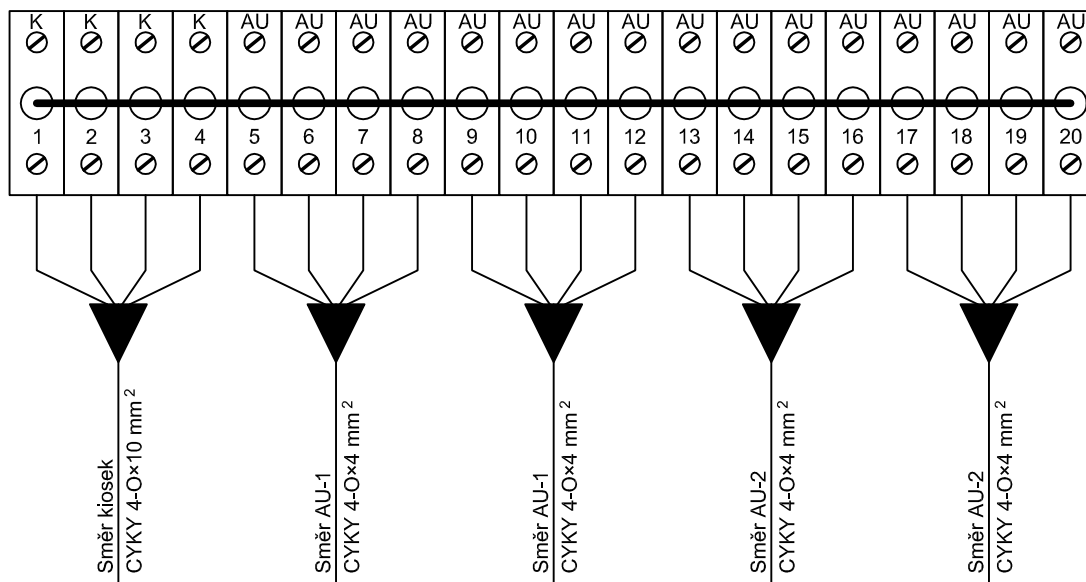 K K K K AU AU AU AU AU AU AU AU AU AU AU AU AU AU AU AU
1 2 3 4 5 6 7 8 9 10 11 12 13 14 15 16 17 18 19 20
Směr kiosek
CYKY 4-O×10 mm²
Směr AU-1
CYKY 4-O×4 mm²
Směr AU-1
CYKY 4-O×4 mm²
Směr AU-2
CYKY 4-O×4 mm²
Směr AU-2
CYKY 4-O×4 mm²